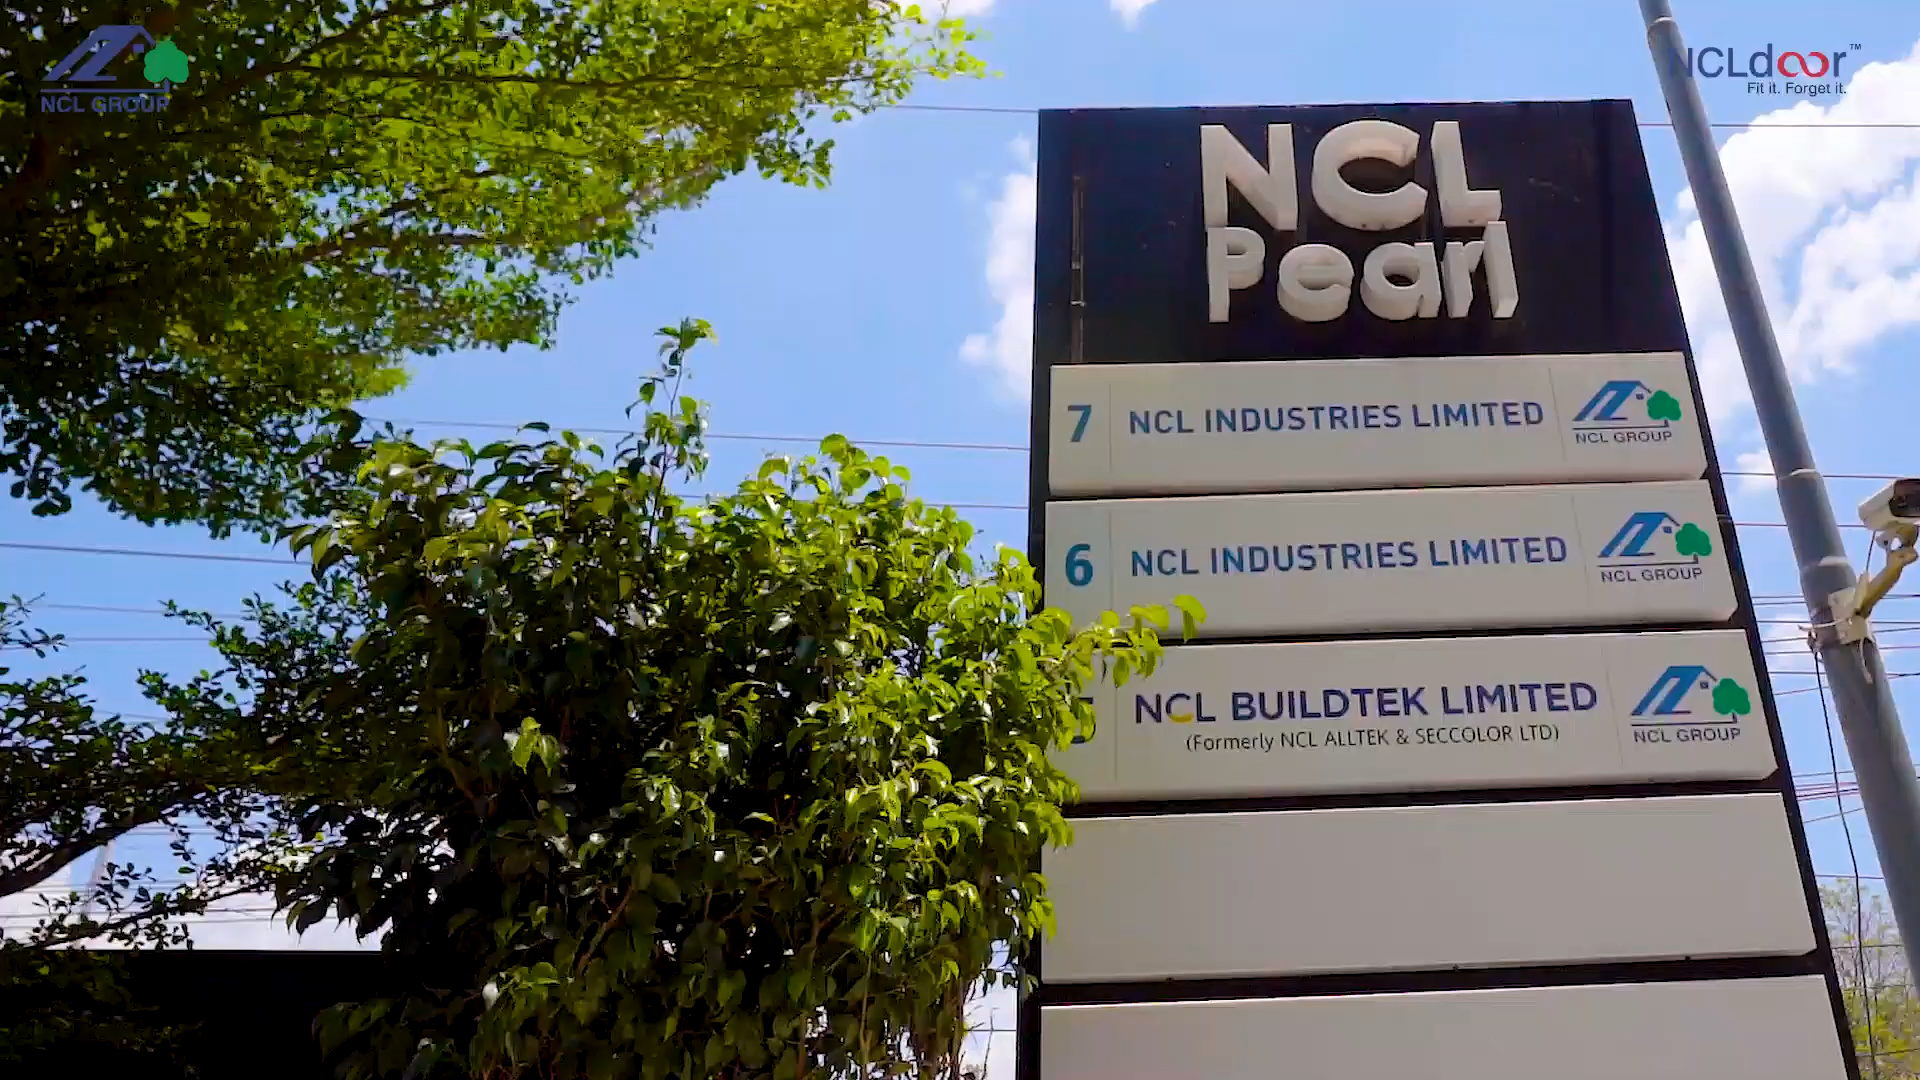 NCL GROUP
NCLdoor™
Fit it. Forget it.
NCL
Pearl
7 NCL INDUSTRIES LIMITED NCL GROUP
6 NCL INDUSTRIES LIMITED NCL GROUP
NCL BUILDTEK LIMITED
(Formerly NCL ALLTEK & SECCOLOR LTD)
NCL GROUP